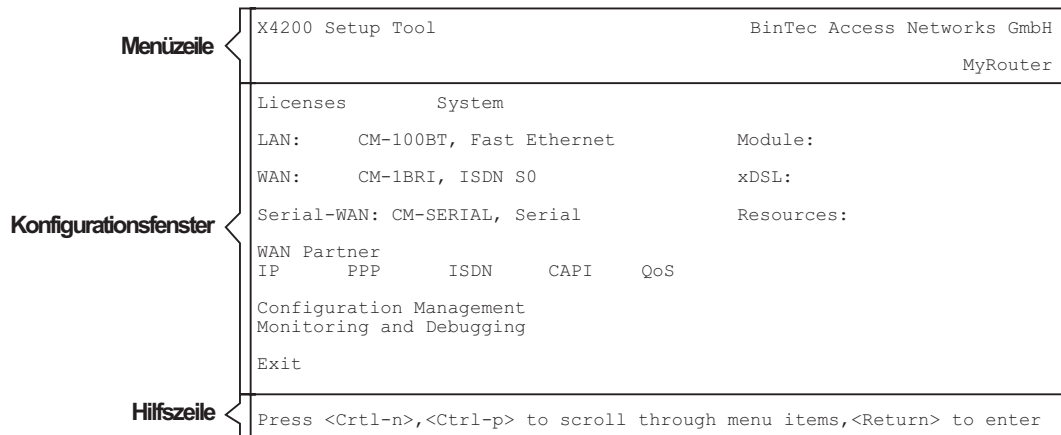 Menüzeile
X4200 Setup Tool BinTec Access Networks GmbH
MyRouter
Konfigurationsfenster
Licenses System
LAN: CM-100BT, Fast Ethernet Module:
WAN: CM-1BRI, ISDN S0 xDSL:
Serial-WAN: CM-SERIAL, Serial Resources:
WAN Partner
IP PPP ISDN CAPI QoS
Configuration Management
Monitoring and Debugging
Exit
Hilfszeile
Press <Crtl-n>,<Ctrl-p> to scroll through menu items,<Return> to enter